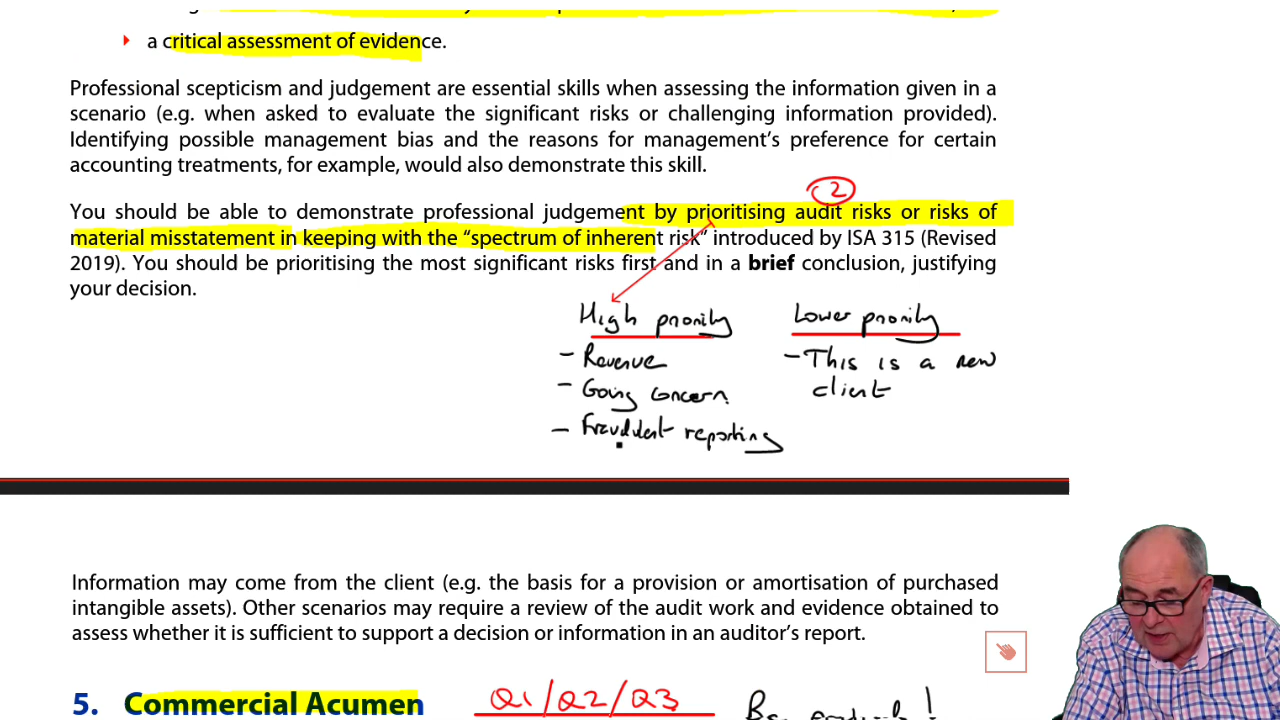 a critical assessment of evidence.
Professional scepticism and judgement are essential skills when assessing the information given in a
scenario (e.g. when asked to evaluate the significant risks or challenging information provided).
Identifying possible management bias and the reasons for management's preference for certain
accounting treatments, for example, would also demonstrate this skill.
2
You should be able to demonstrate professional judgement by prioritising audit risks or risks of
material misstatement in keeping with the “spectrum of inherent risk” introduced by ISA 315 (Revised
2019). You should be prioritising the most significant risks first and in a brief conclusion, justifying
your decision.
High priority
- Revenue
- Going concern
- Fraudulent reporting
Lower priority
- This is a new
client
Information may come from the client (e.g. the basis for a provision or amortisation of purchased
intangible assets). Other scenarios may require a review of the audit work and evidence obtained to
assess whether it is sufficient to support a decision or information in an auditor's report.
5. Commercial Acumen
Q1/Q2/Q3